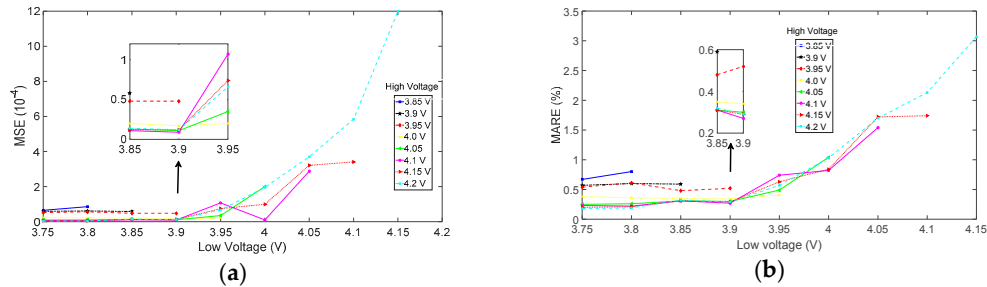 (a)
MSE (10⁻⁴)
12
10
8
6
4
2
0
3.75
3.8
3.85
3.9
3.95
4
4.05
4.1
4.15
4.2
Low Voltage (V)
1
0.5
0
3.85
3.9
3.95
High Voltage
3.85 V
3.9 V
3.95 V
4.0 V
4.05
4.1 V
4.15 V
4.2 V
(a)
(b)
MARE (%)
3.5
3
2.5
2
1.5
1
0.5
0
3.75
3.8
3.85
3.9
3.95
4
4.05
4.1
4.15
Low voltage (V)
0.6
0.4
0.2
3.85
3.9
High Voltage
3.85 V
3.9 V
3.95 V
4.0 V
4.05
4.1 V
4.15 V
4.2 V
(b)